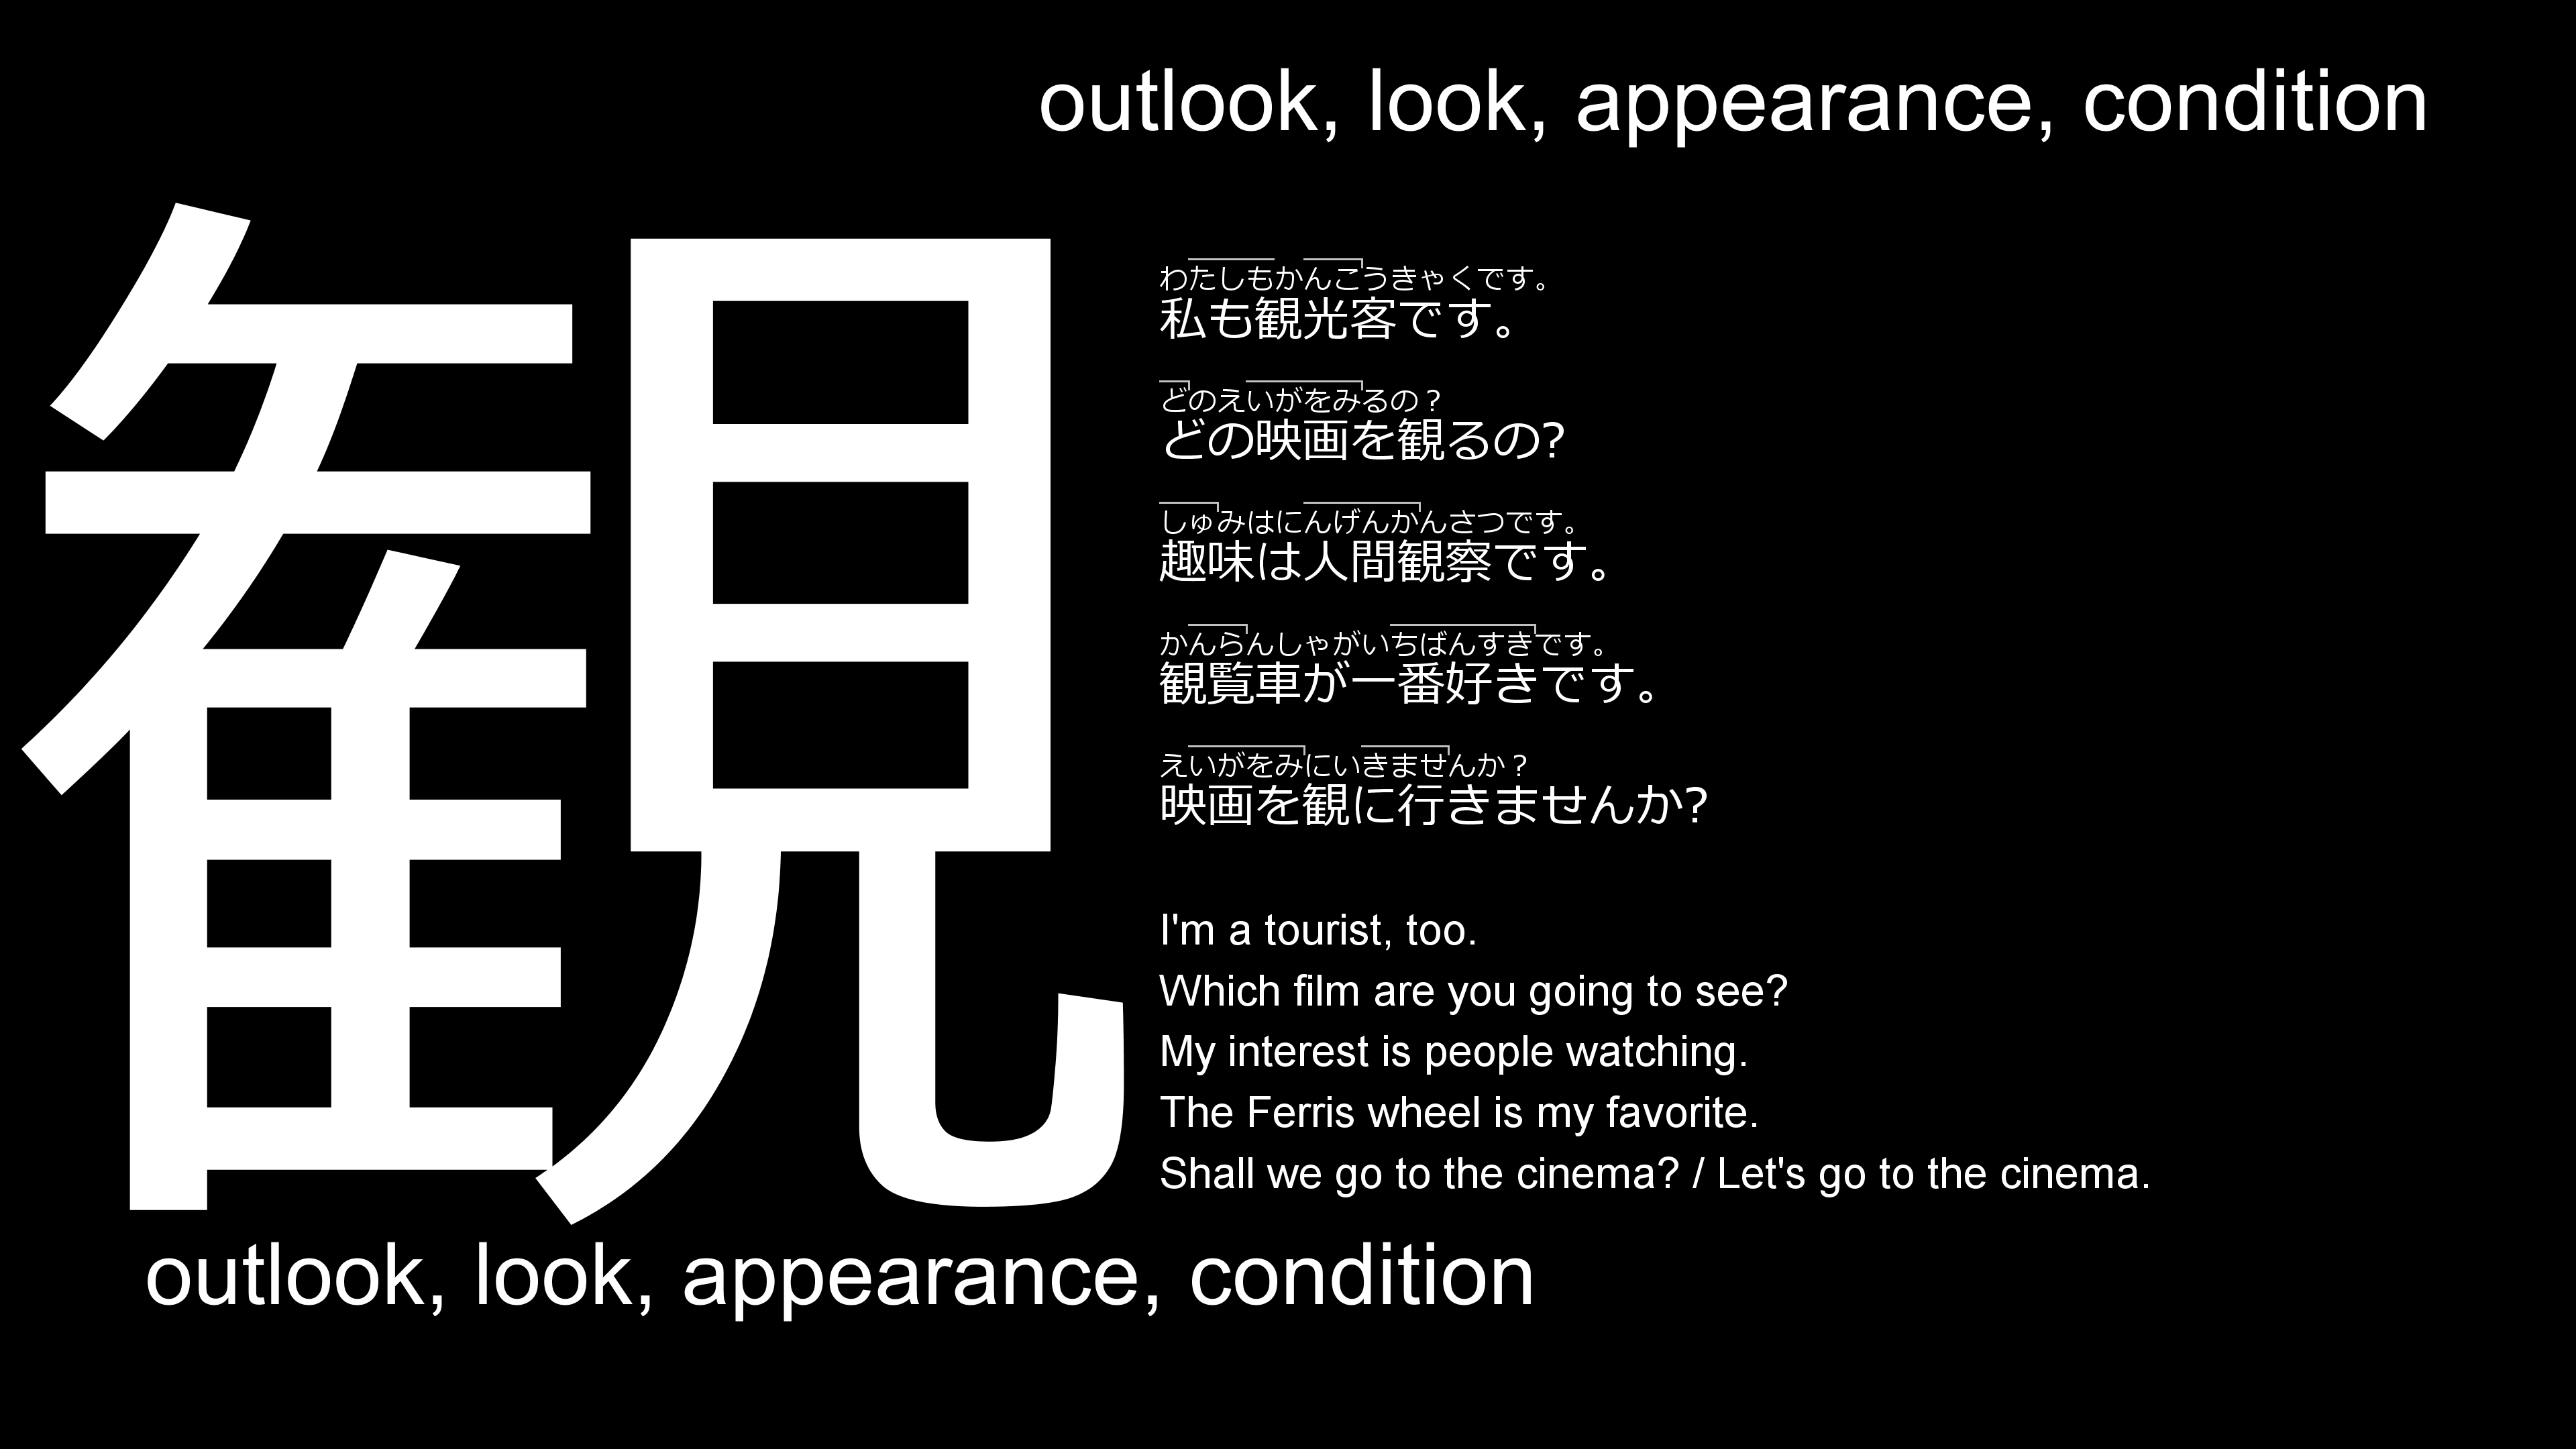 outlook, look, appearance, condition
観
わたしもかんこうきゃくです。
私も観光客です。
どのえいがをみるの？
どの映画を観るの?
しゅみはにんげんかんさつです。
趣味は人間観察です。
かんらんしゃがいちばんすきです。
観覧車が一番好きです。
えいがをみにいきませんか？
映画を観に行きませんか?
I'm a tourist, too.
Which film are you going to see?
My interest is people watching.
The Ferris wheel is my favorite.
Shall we go to the cinema? / Let's go to the cinema.
outlook, look, appearance, condition